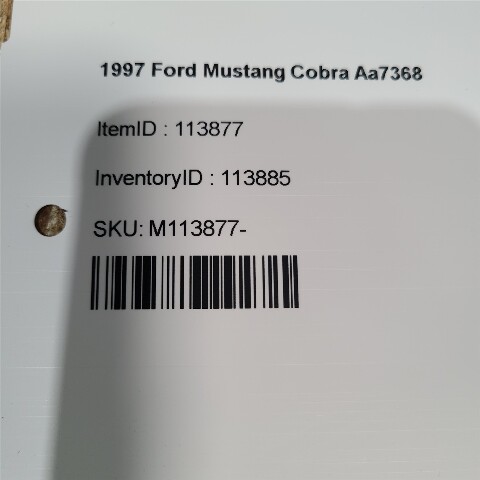 1997 Ford Mustang Cobra Aa7368
ItemID : 113877
InventoryID : 113885
SKU: M113877-